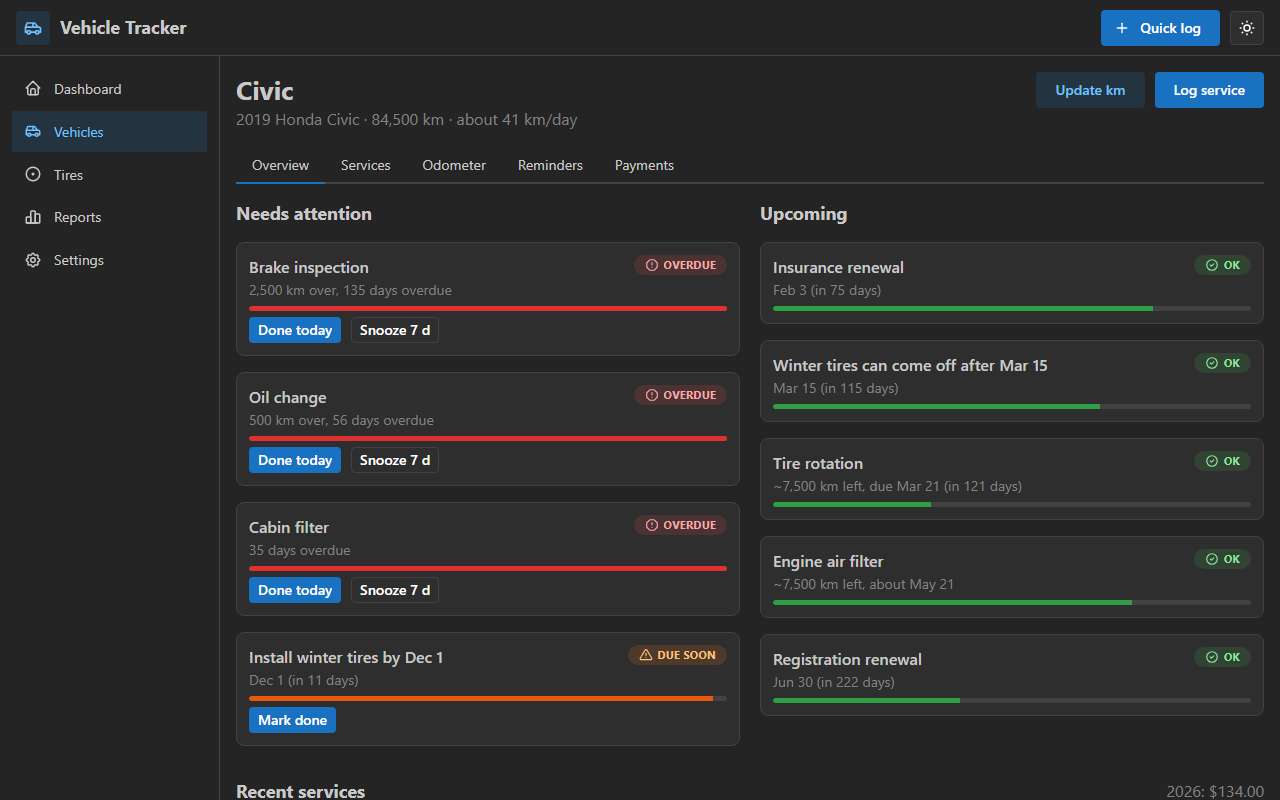 Vehicle Tracker
Quick log
Dashboard
Vehicles
Tires
Reports
Settings
Civic
2019 Honda Civic · 84,500 km · about 41 km/day
Update km
Log service
Overview
Services
Odometer
Reminders
Payments
Needs attention
Brake inspection
OVERDUE
2,500 km over, 135 days overdue
Done today
Snooze 7 d
Oil change
OVERDUE
500 km over, 56 days overdue
Done today
Snooze 7 d
Cabin filter
OVERDUE
35 days overdue
Done today
Snooze 7 d
Install winter tires by Dec 1
DUE SOON
Dec 1 (in 11 days)
Mark done
Upcoming
Insurance renewal
OK
Feb 3 (in 75 days)
Winter tires can come off after Mar 15
OK
Mar 15 (in 115 days)
Tire rotation
OK
~7,500 km left, due Mar 21 (in 121 days)
Engine air filter
OK
~7,500 km left, about May 21
Registration renewal
OK
Jun 30 (in 222 days)
Recent services
2026: $134.00